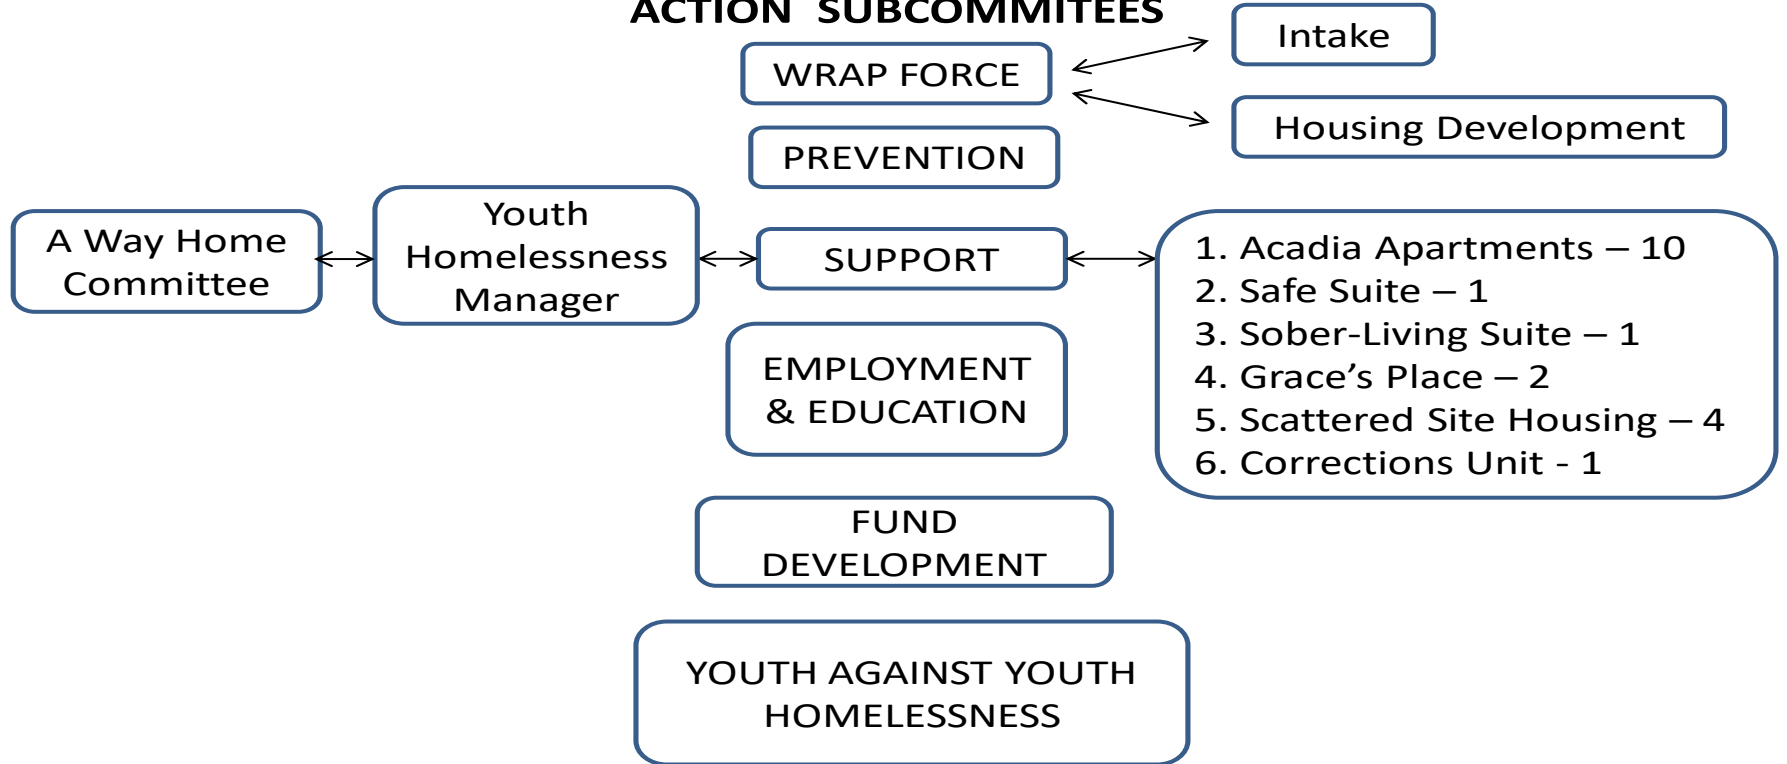 ACTION SUBCOMMITEES
WRAP FORCE
Intake
Housing Development
PREVENTION
A Way Home
Committee
Youth
Homelessness
Manager
SUPPORT
1. Acadia Apartments – 10
2. Safe Suite – 1
3. Sober-Living Suite – 1
4. Grace’s Place – 2
5. Scattered Site Housing – 4
6. Corrections Unit - 1
EMPLOYMENT
& EDUCATION
FUND
DEVELOPMENT
YOUTH AGAINST YOUTH
HOMELESSNESS